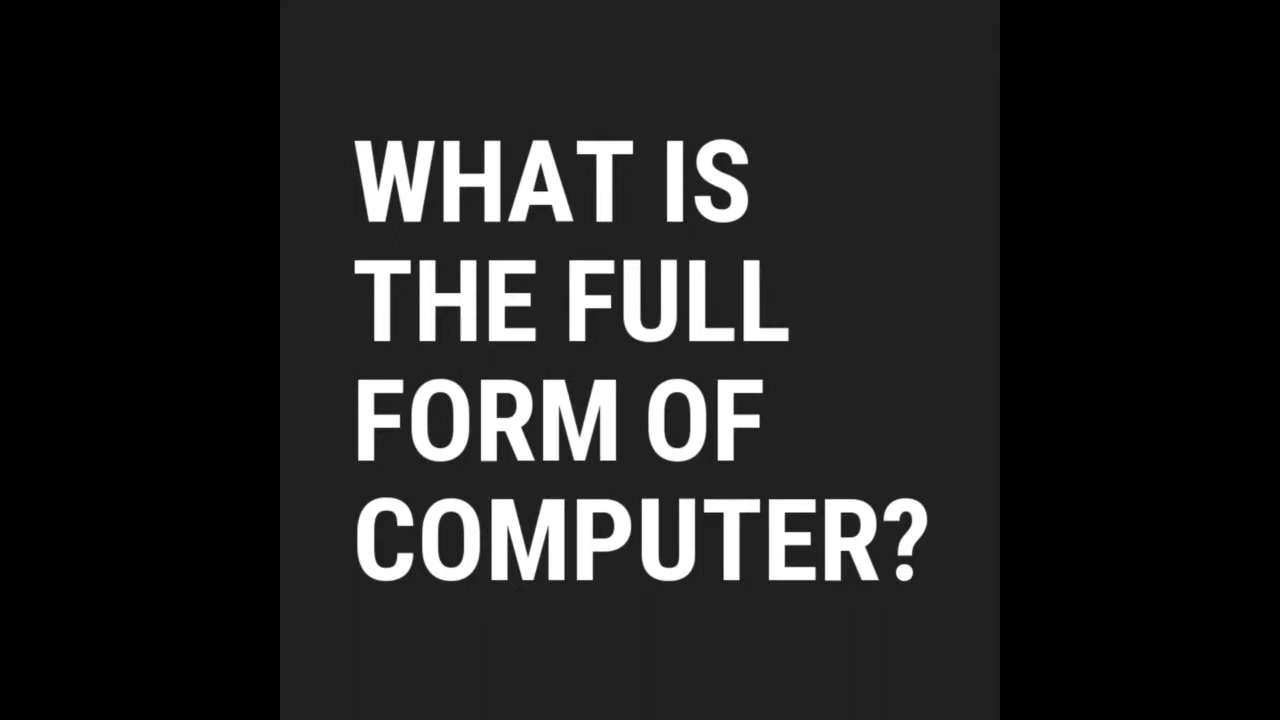 WHAT IS
THE FULL
FORM OF
COMPUTER?